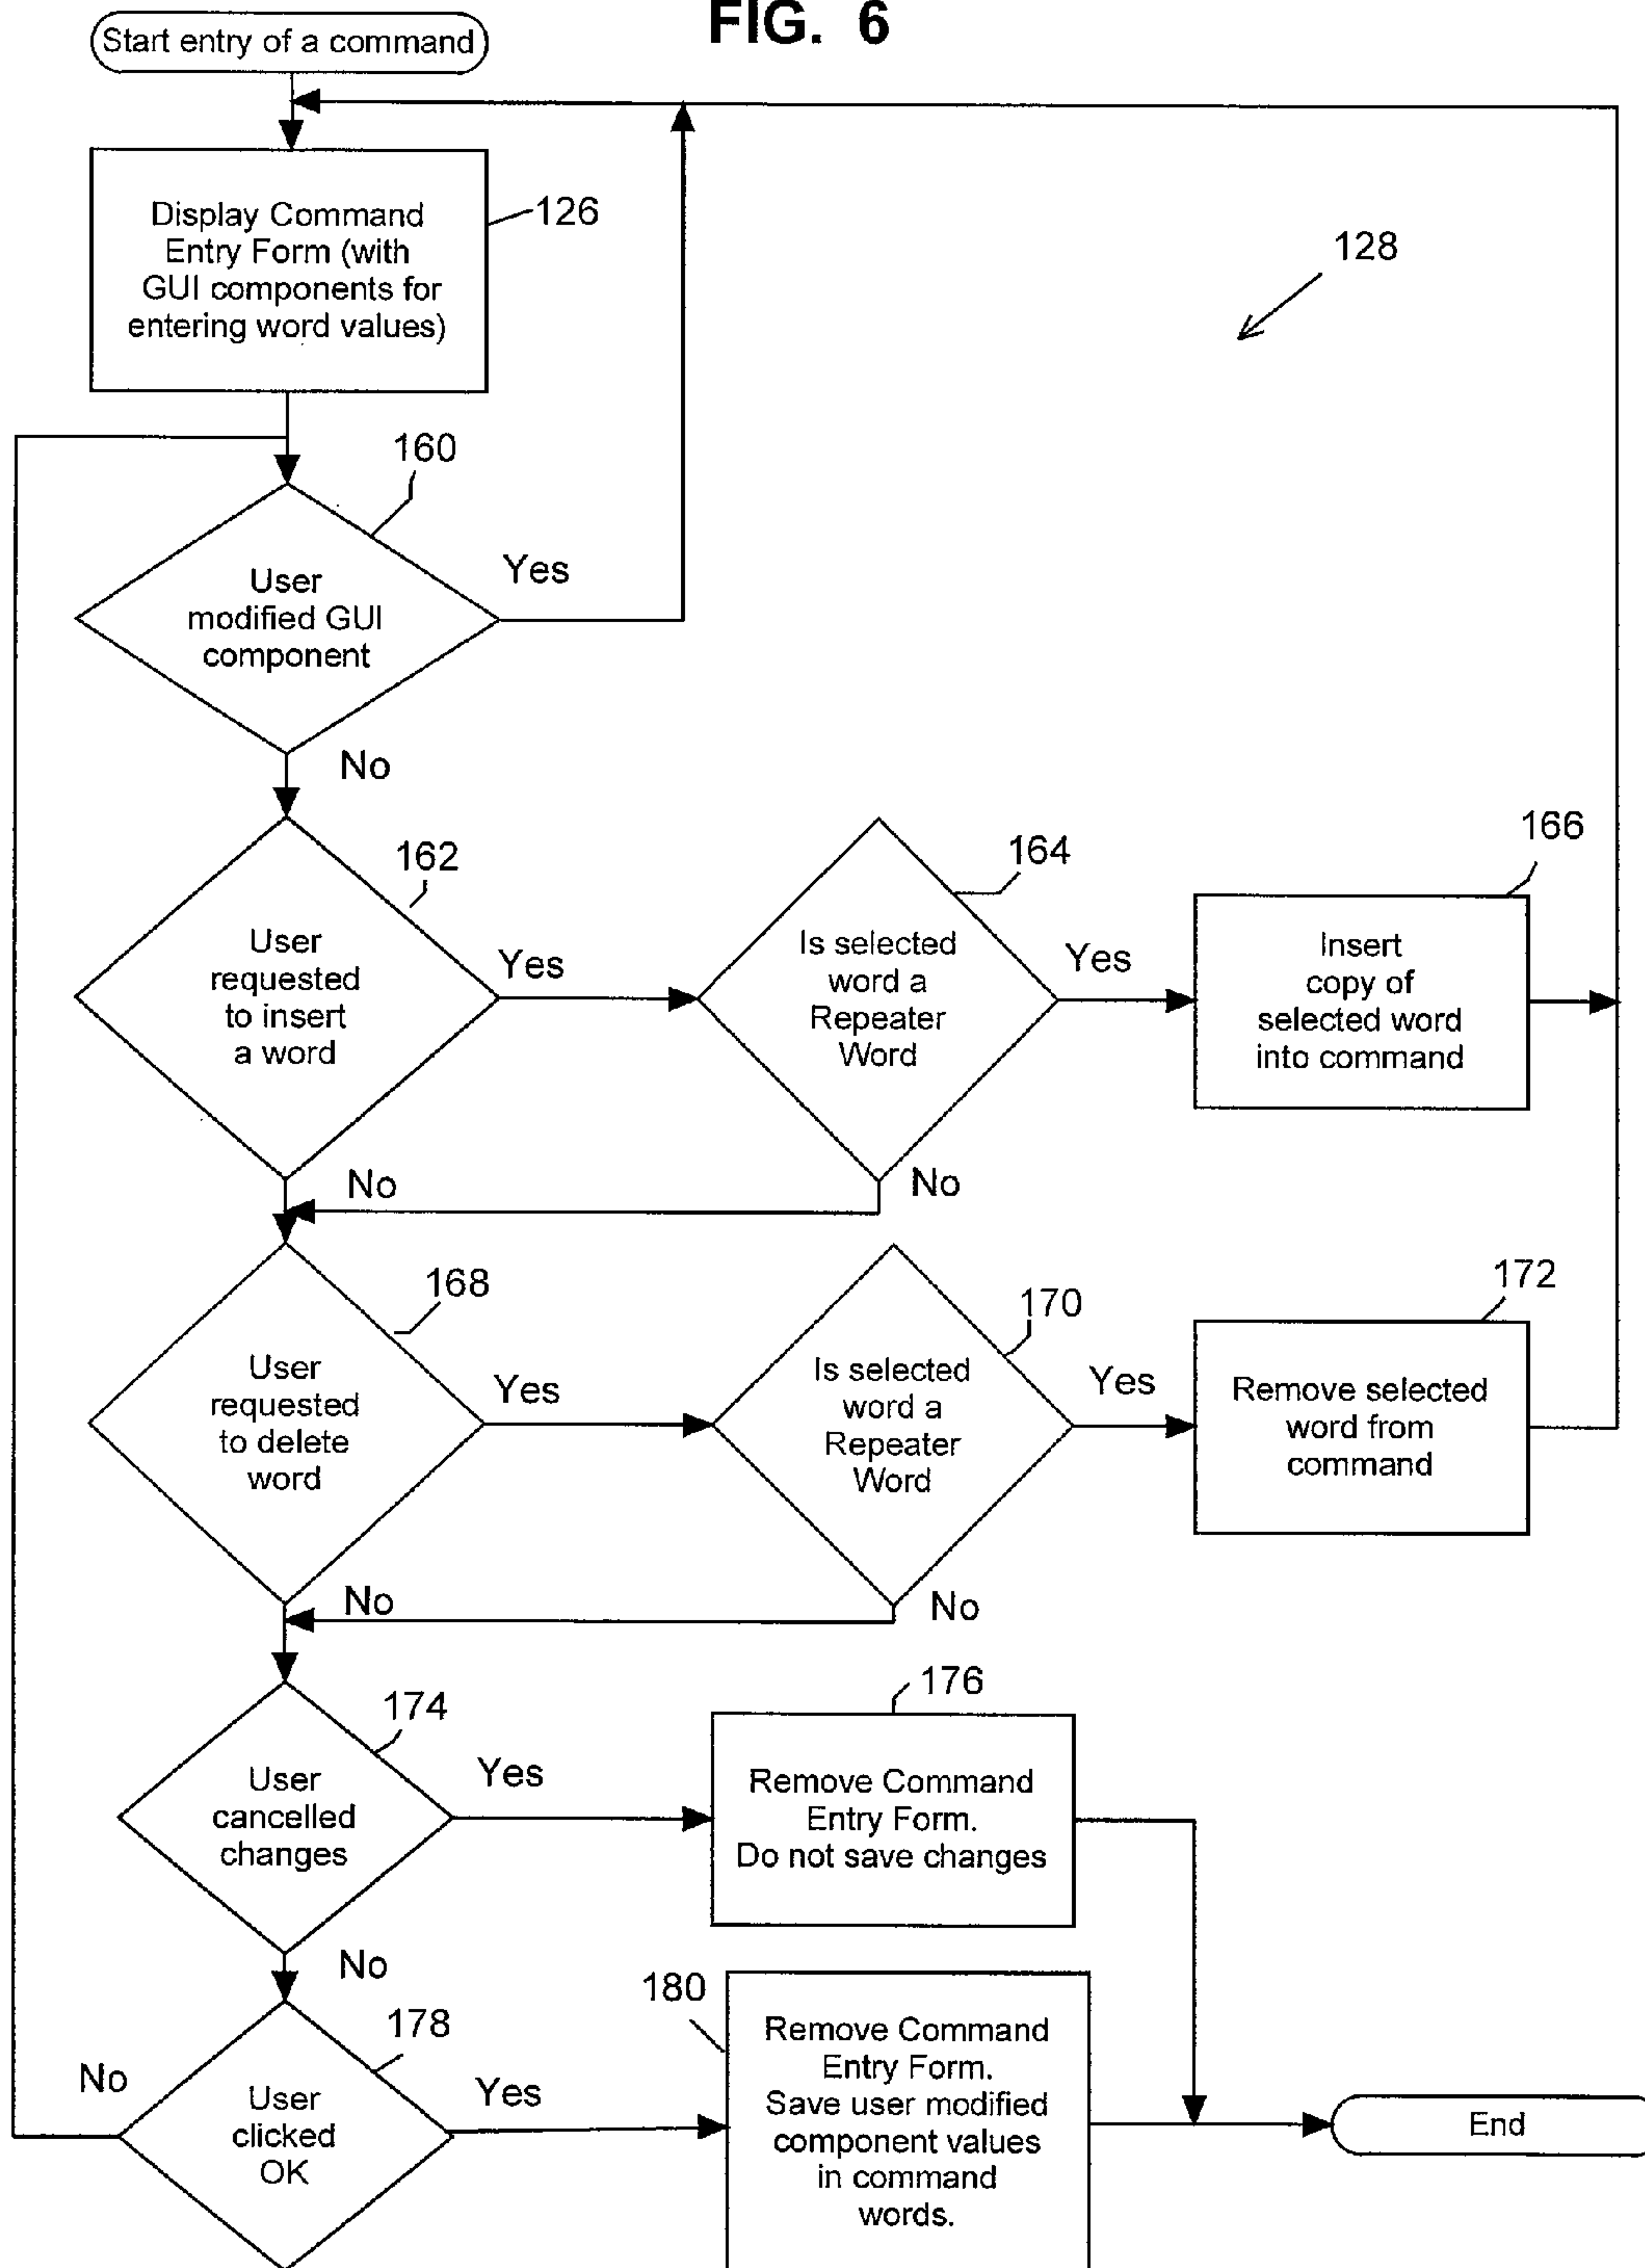 FIG. 6
Start entry of a command
Display Command
Entry Form (with
GUI components for
entering word values)
126
128
160
User
modified GUI
component
Yes
No
162
User
requested
to insert
a word
Yes
164
Is selected
word a
Repeater
Word
Yes
166
Insert
copy of
selected word
into command
No
No
168
User
requested
to delete
word
Yes
170
Is selected
word a
Repeater
Word
Yes
172
Remove selected
word from
command
No
No
174
User
cancelled
changes
Yes
176
Remove Command
Entry Form.
Do not save changes
No
178
User
clicked
OK
No
Yes
180
Remove Command
Entry Form.
Save user modified
component values
in command
words.
End